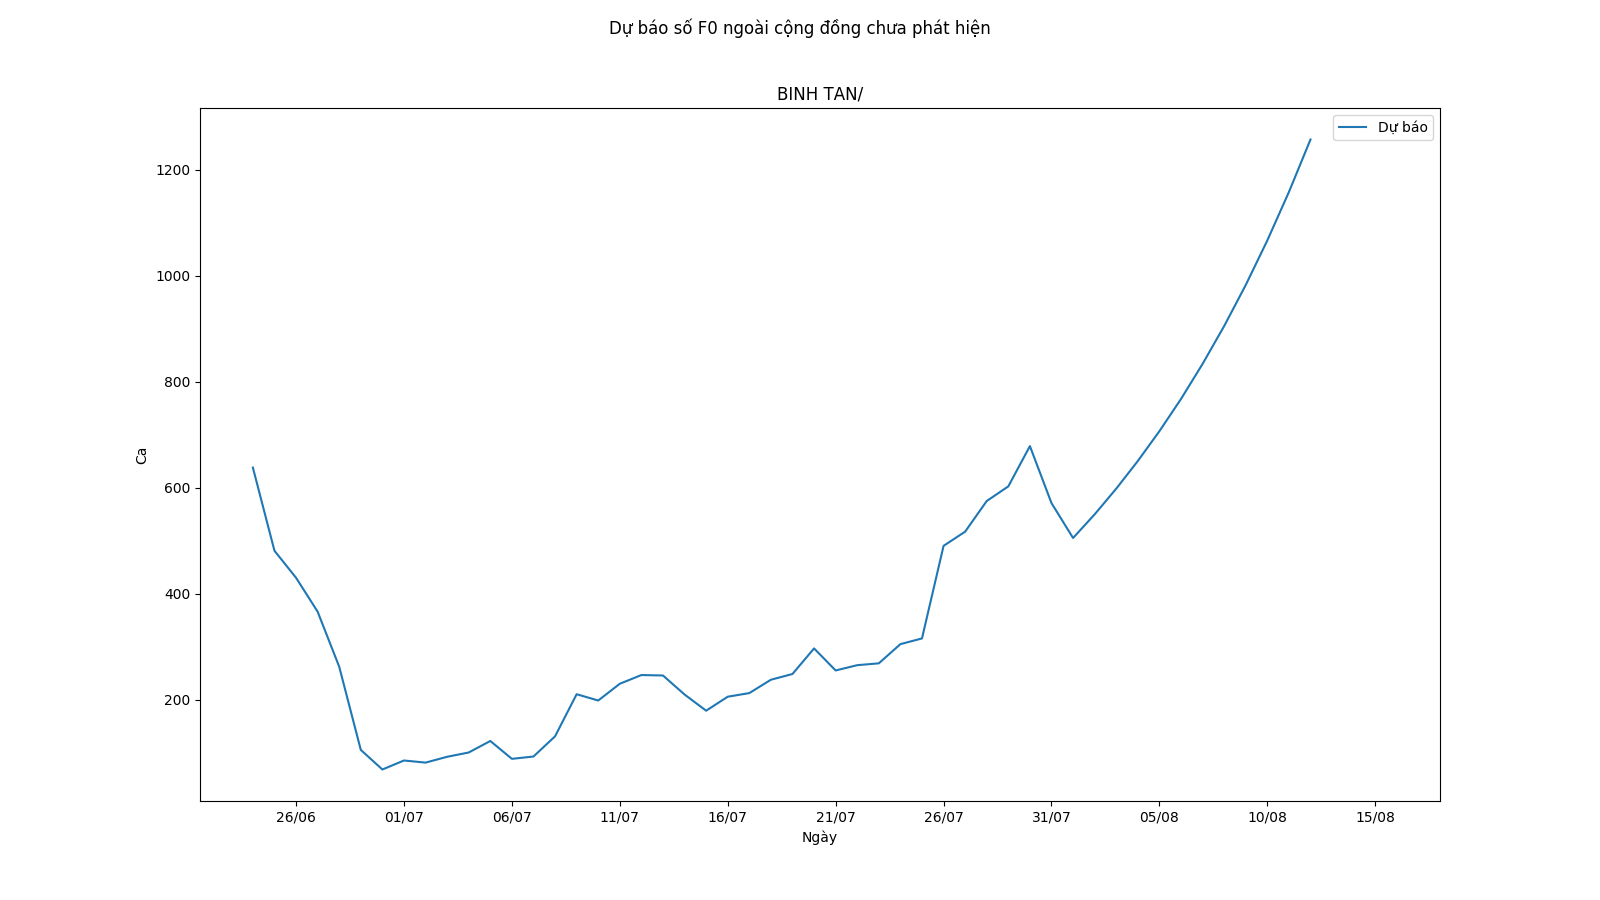 Dự báo số F0 ngoài cộng đồng chưa phát hiện
BINH TAN/
Dự báo
1200
1000
800
600
400
200
Ca
26/06 01/07 06/07 11/07 16/07 21/07 26/07 31/07 05/08 10/08 15/08
Ngày